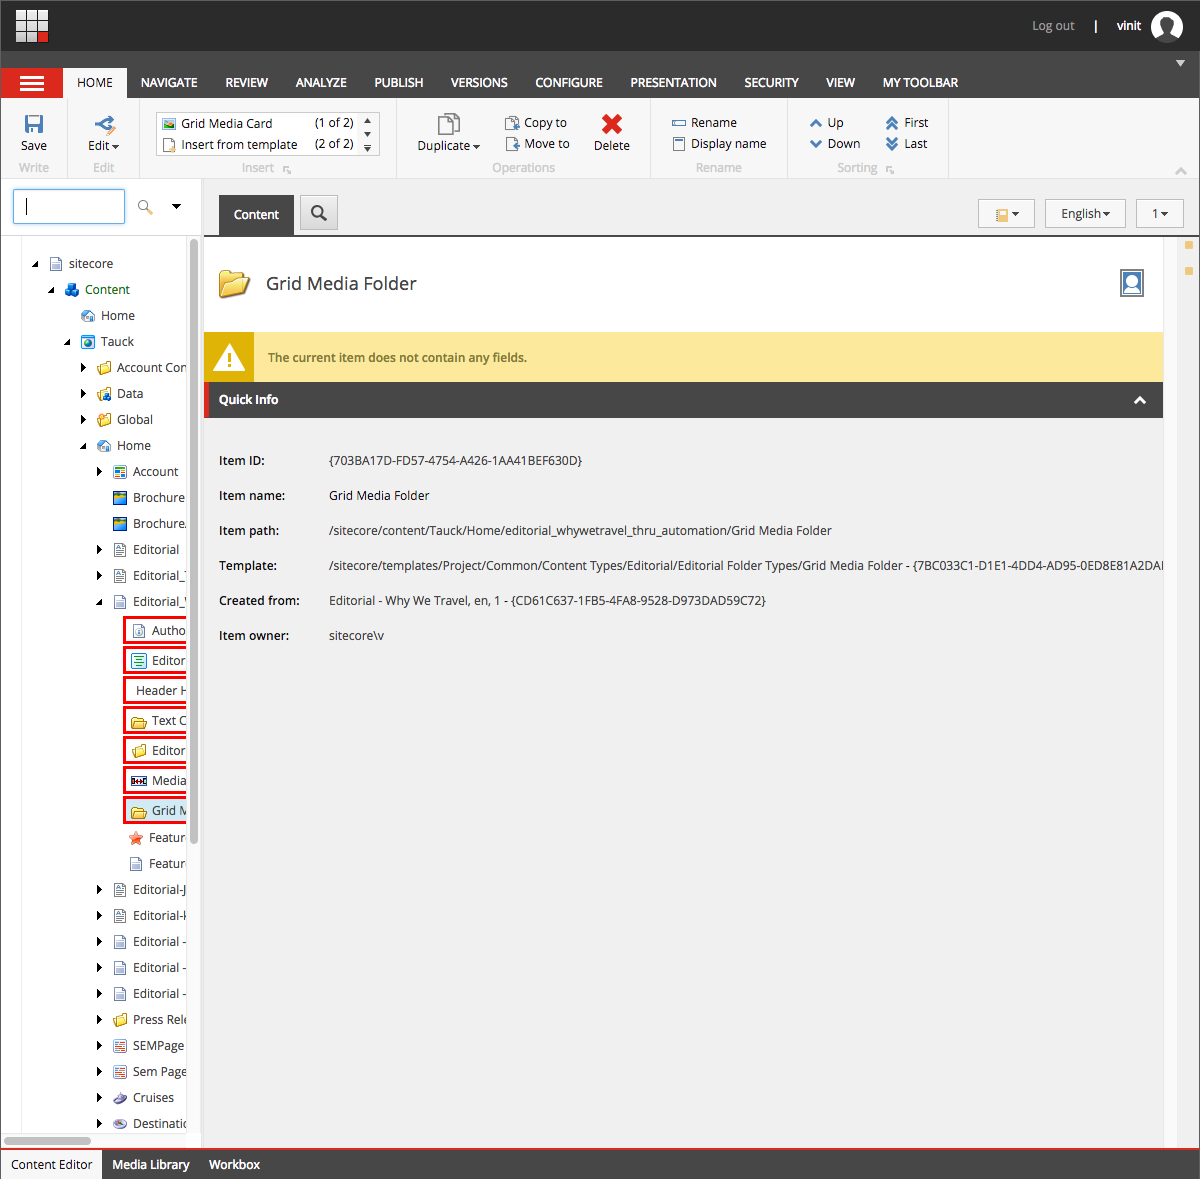 Log out | vinit
HOME NAVIGATE REVIEW ANALYZE PUBLISH VERSIONS CONFIGURE PRESENTATION SECURITY VIEW MY TOOLBAR
Save
Write
Edit
Edit
Grid Media Card (1 of 2)
Insert from template (2 of 2)
Insert
Duplicate
Copy to
Move to
Delete
Operations
Rename
Display name
Rename
Up
Down
First
Last
Sorting
Content
English
1
sitecore
Content
Home
Tauck
Account Con
Data
Global
Home
Account
Brochure
Brochure
Editorial
Editorial_
Editorial_
Autho
Editor
Header H
Text C
Editor
Media
Grid M
Featur
Featur
Editorial-J
Editorial-
Editorial -
Editorial -
Editorial -
Press Rele
SEMPage
Sem Page
Cruises
Destinatio
Grid Media Folder
The current item does not contain any fields.
Quick Info
Item ID: {703BA17D-FD57-4754-A426-1AA41BEF630D}
Item name: Grid Media Folder
Item path: /sitecore/content/Tauck/Home/editorial_whywetravel_thru_automation/Grid Media Folder
Template: /sitecore/templates/Project/Common/Content Types/Editorial/Editorial Folder Types/Grid Media Folder - {7BC033C1-D1E1-4DD4-AD95-0ED8E81A2DA
Created from: Editorial - Why We Travel, en, 1 - {CD61C637-1FB5-4FA8-9528-D973DAD59C72}
Item owner: sitecore\v
Content Editor Media Library Workbox